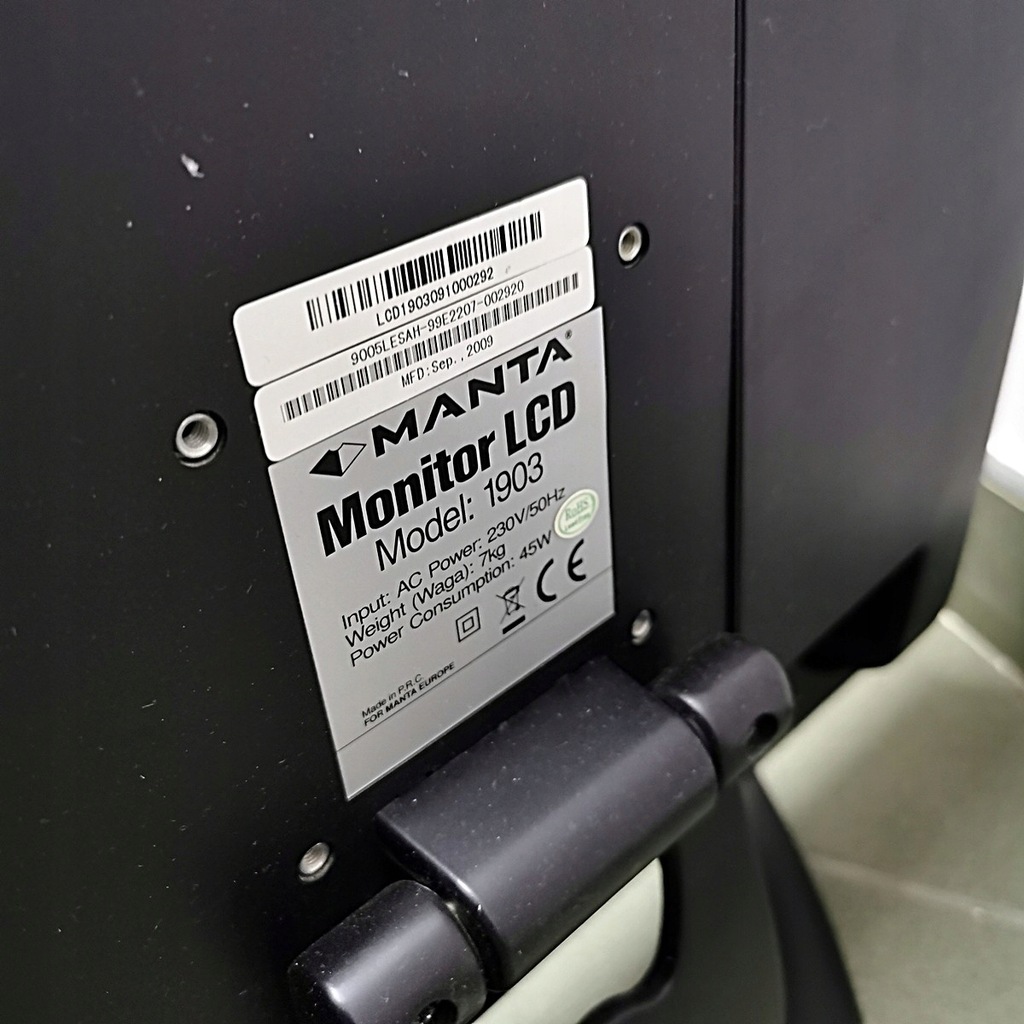 LCD1903091000292
9005LESAH-99E2207-002920
MFD:Sep.,2009
MANTA®
Monitor LCD
Model: 1903
Input: AC Power: 230V/50Hz
Weight (Waga): 7kg
Power Consumption: 45W
RoHS
CE
Made in P.R.C.
FOR MANTA EUROPE